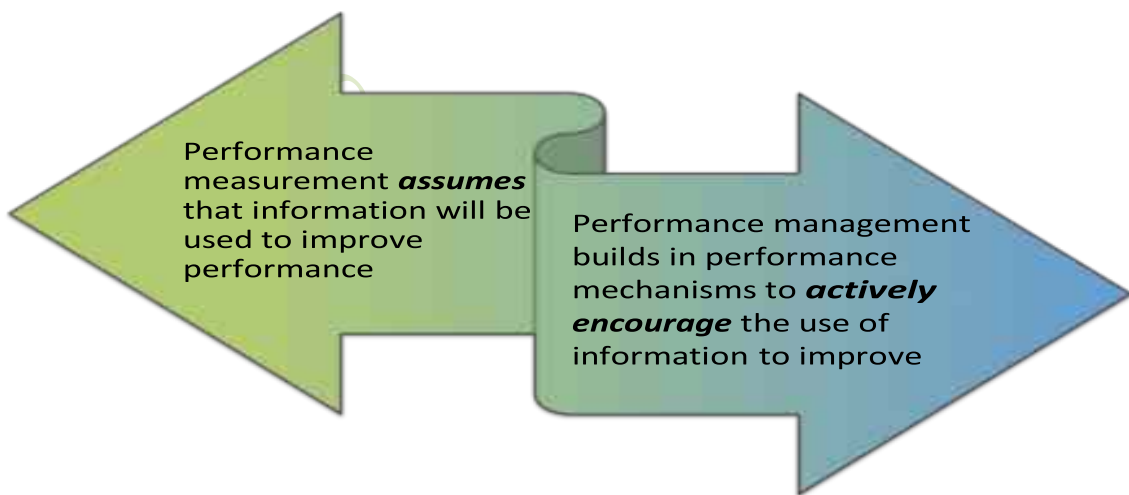 Performance
measurement assumes
that information will be
used to improve
performance
Performance management
builds in performance
mechanisms to actively
encourage the use of
information to improve